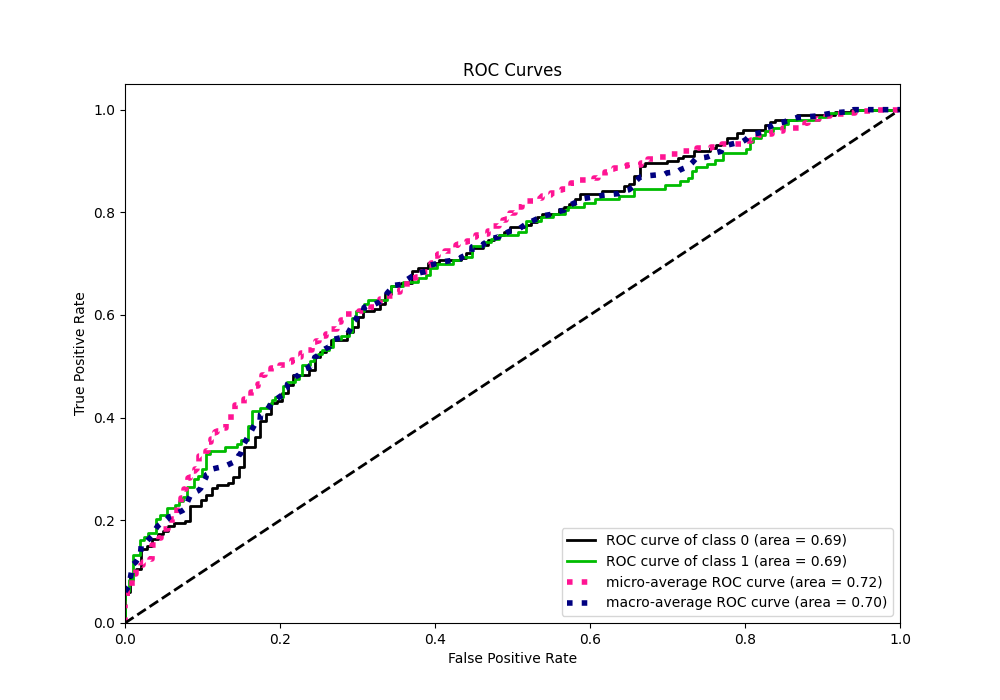 ROC Curves
True Positive Rate
1.0
0.8
0.6
0.4
0.2
0.0
0.0 0.2 0.4 0.6 0.8 1.0
False Positive Rate
ROC curve of class 0 (area = 0.69)
ROC curve of class 1 (area = 0.69)
micro-average ROC curve (area = 0.72)
macro-average ROC curve (area = 0.70)